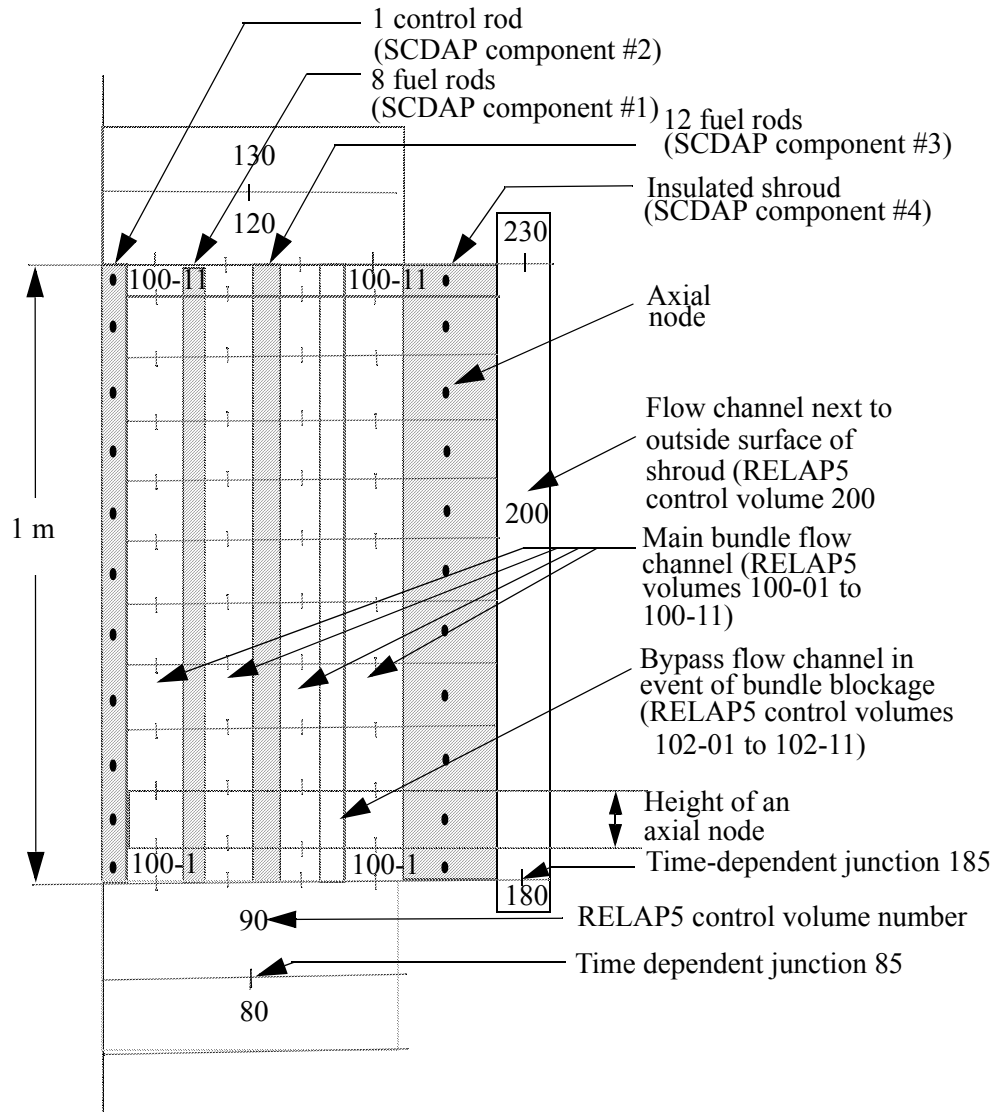 1 control rod
(SCDAP component #2)
8 fuel rods
(SCDAP component #1)
12 fuel rods
(SCDAP component #3)
Insulated shroud
(SCDAP component #4)
130
120
230
100-11
100-11
Axial
node
Flow channel next to
outside surface of
shroud (RELAP5
control volume 200
200
1 m
Main bundle flow
channel (RELAP5
volumes 100-01 to
100-11)
Bypass flow channel in
event of bundle blockage
(RELAP5 control volumes
102-01 to 102-11)
Height of an
axial node
100-1
100-1
Time-dependent junction 185
180
90
RELAP5 control volume number
Time dependent junction 85
80